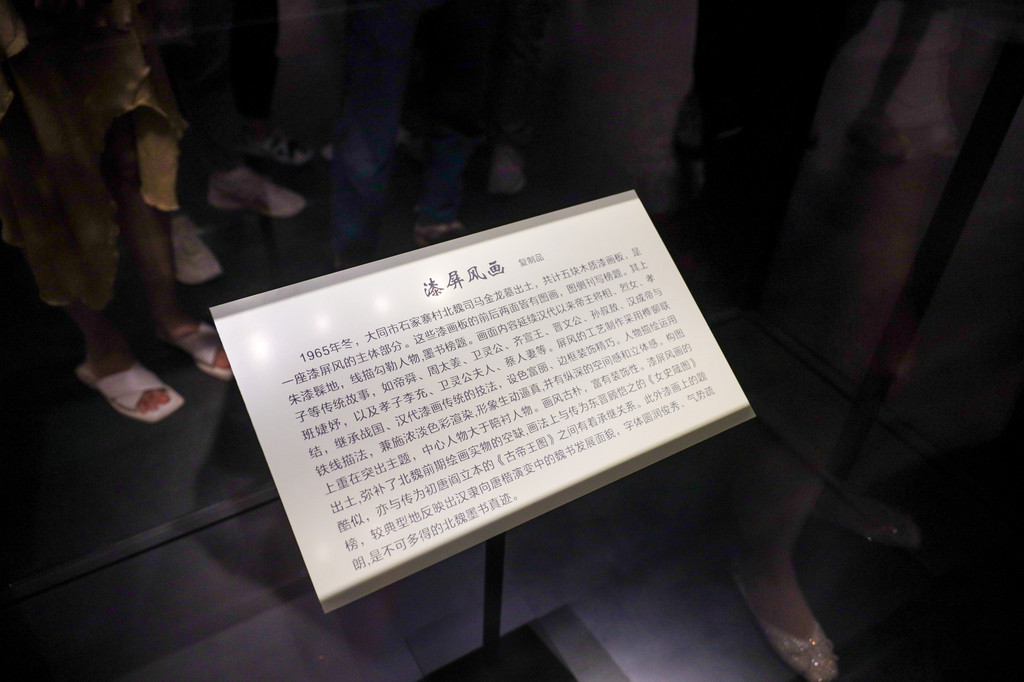 漆屏风画 复制品
1965年冬，大同市石家寨村北魏司马金龙墓出土，共计五块木质漆画板，是
一座漆屏风的主体部分。这些漆画板的前后两面皆有图画，图侧刊写榜题。其上
朱漆髹地，线描勾勒人物，墨书榜题。画面内容延续汉代以来帝王将相、烈女、孝
子等传统故事，如帝舜、周太姜、卫灵公、齐宣王、晋文公、孙叔敖、汉成帝与
班婕妤，以及孝子李充、卫灵公夫人、蔡人妻等。屏风的工艺制作采用榫铆联
结，继承战国、汉代漆画传统的技法，设色富丽、边框装饰精巧。人物描绘运用
铁线描法，兼施浓淡色彩渲染，形象生动逼真，并有纵深的空间感和立体感，构图
上重在突出主题，中心人物大于陪衬人物。画风古朴，富有装饰性。漆屏风画的
出土，弥补了北魏前期绘画实物的空缺，画法上与传为东晋顾恺之的《女史箴图》
酷似，亦与传为初唐阎立本的《古帝王图》之间有着承继关系。此外漆画上的题
榜，较典型地反映出汉隶向唐楷演变中的魏书发展面貌，字体圆润俊秀、气势疏
朗，是不可多得的北魏墨书真迹。